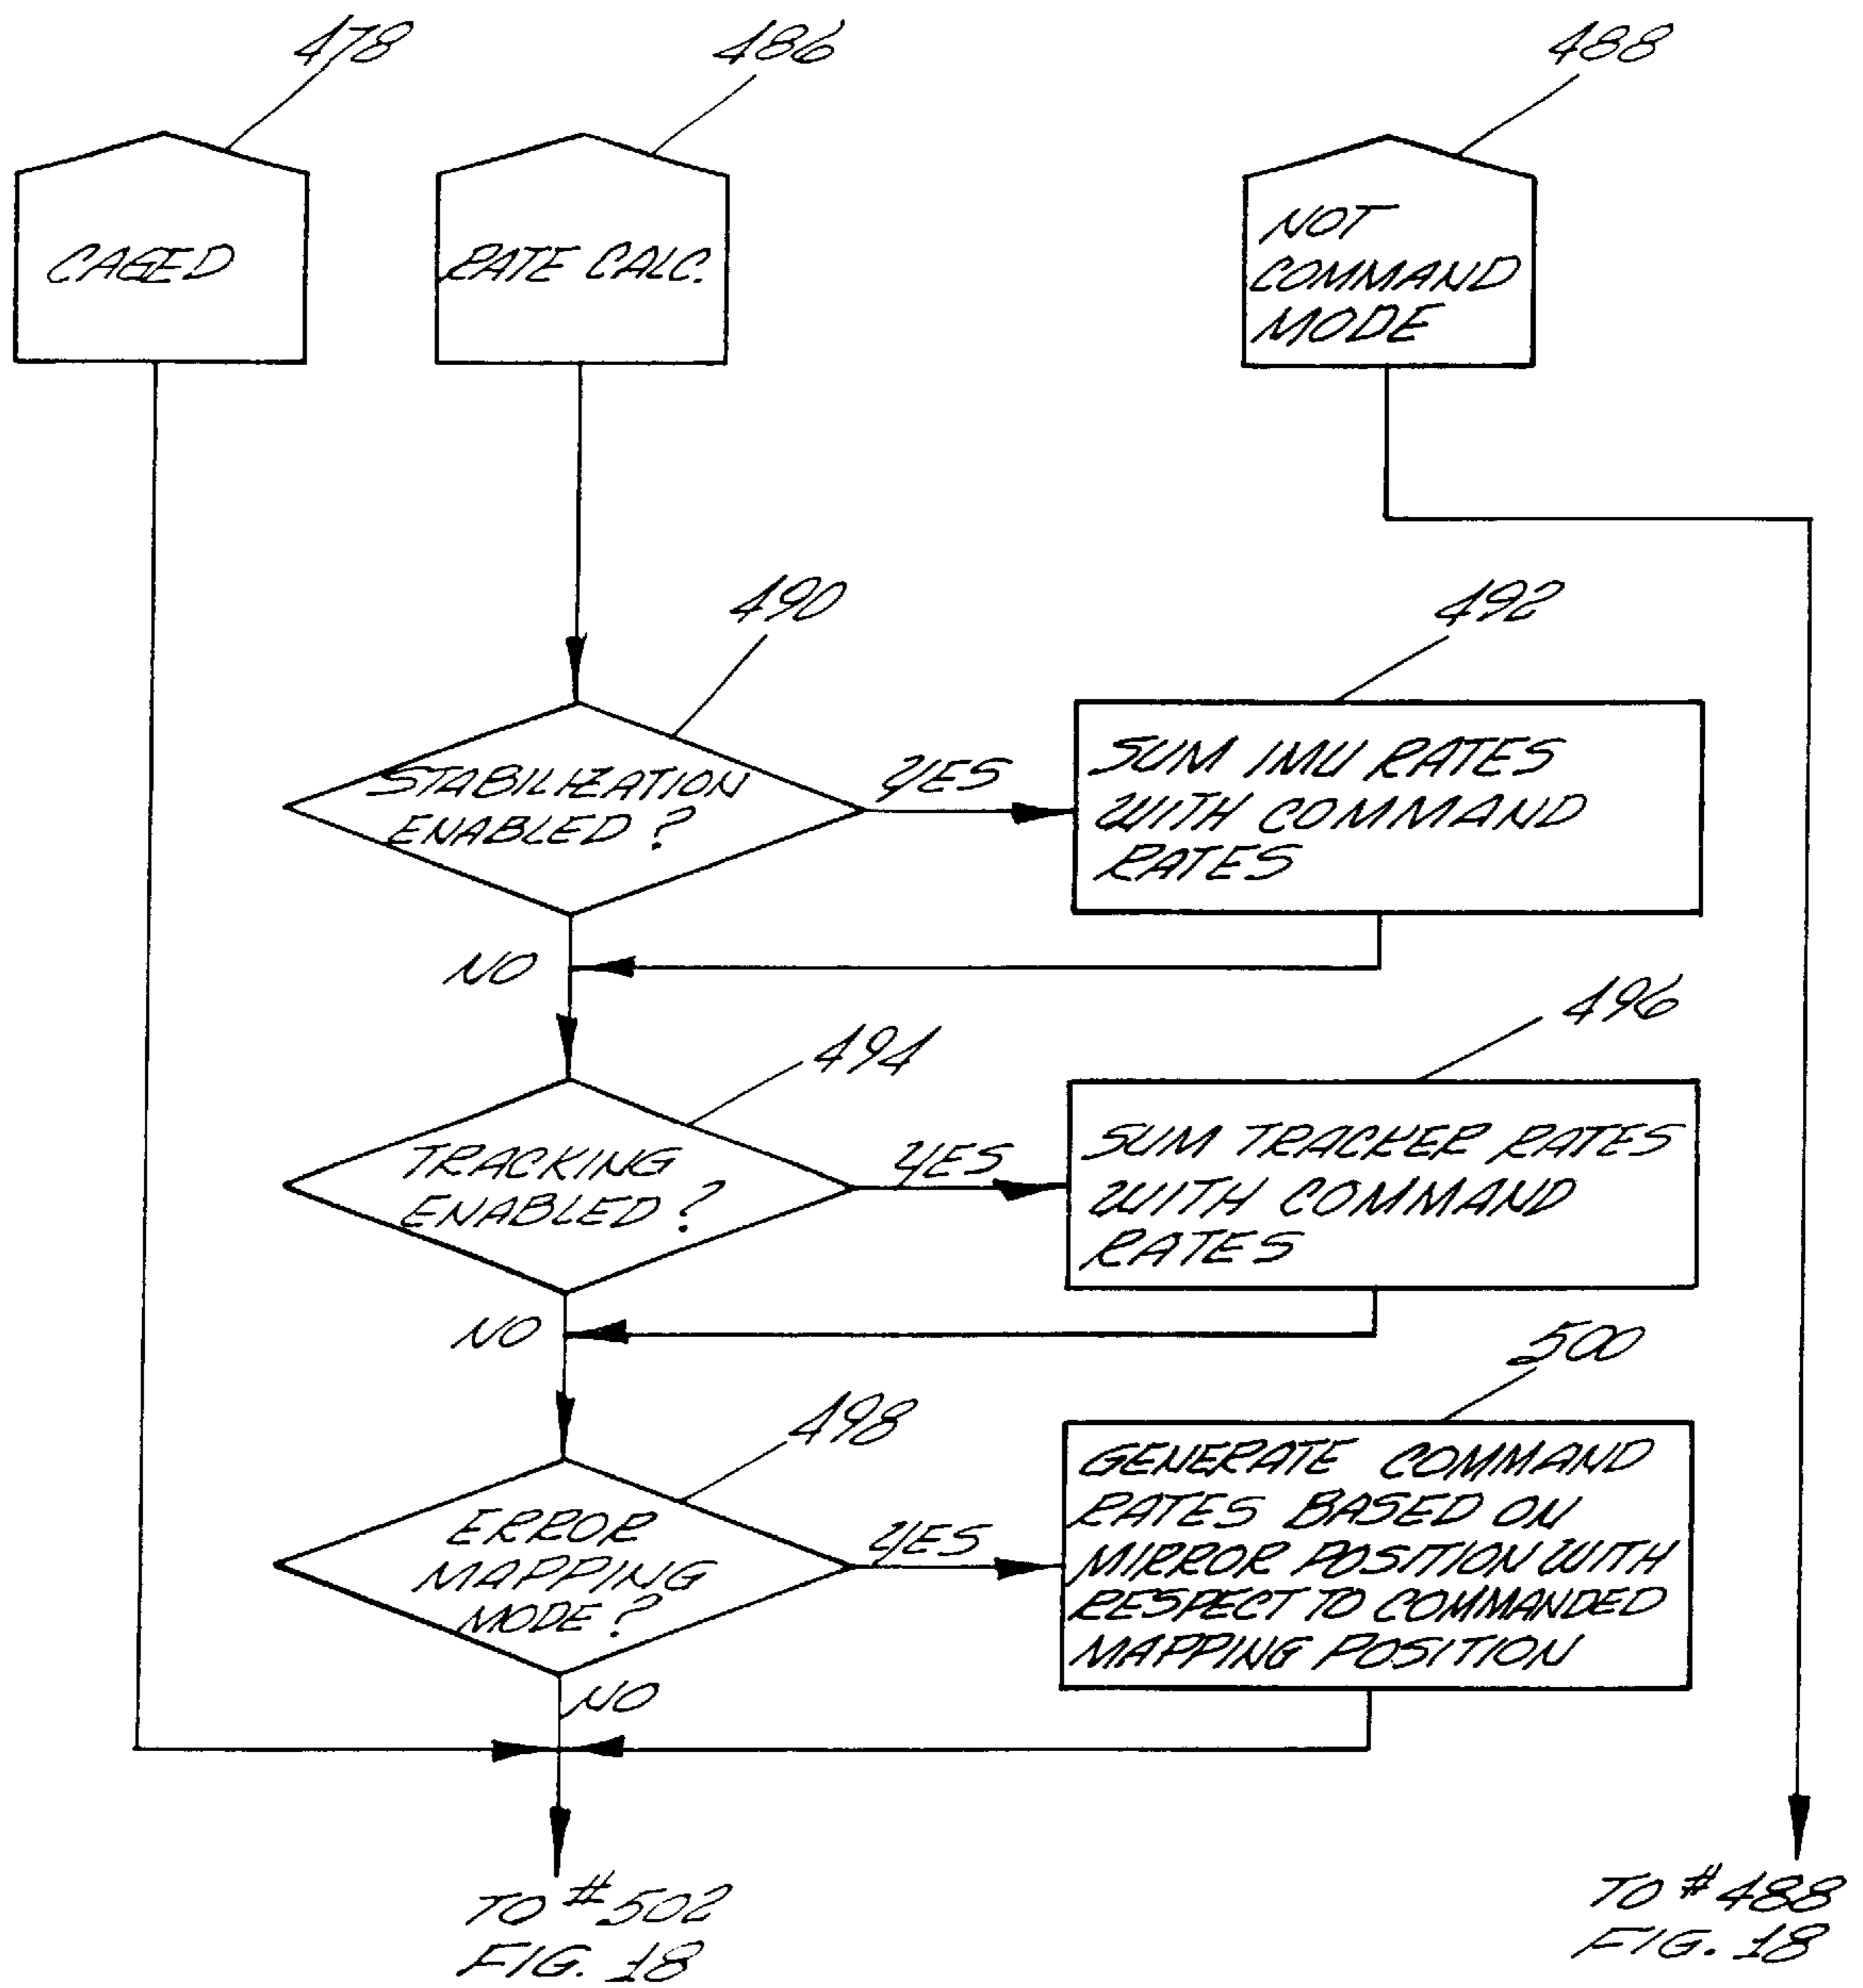 478
486
488
CAGED
RATE CALC.
NOT
COMMAND
MODE
490
492
STABILIZATION
ENABLED?
YES
SUM IMU RATES
WITH COMMAND
RATES
NO
494
496
TRACKING
ENABLED?
YES
SUM TRACKER RATES
WITH COMMAND
RATES
NO
498
500
ERROR
MAPPING
MODE?
YES
GENERATE COMMAND
RATES BASED ON
MIRROR POSITION WITH
RESPECT TO COMMANDED
MAPPING POSITION
NO
TO #502
FIG. 18
TO #488
FIG. 18